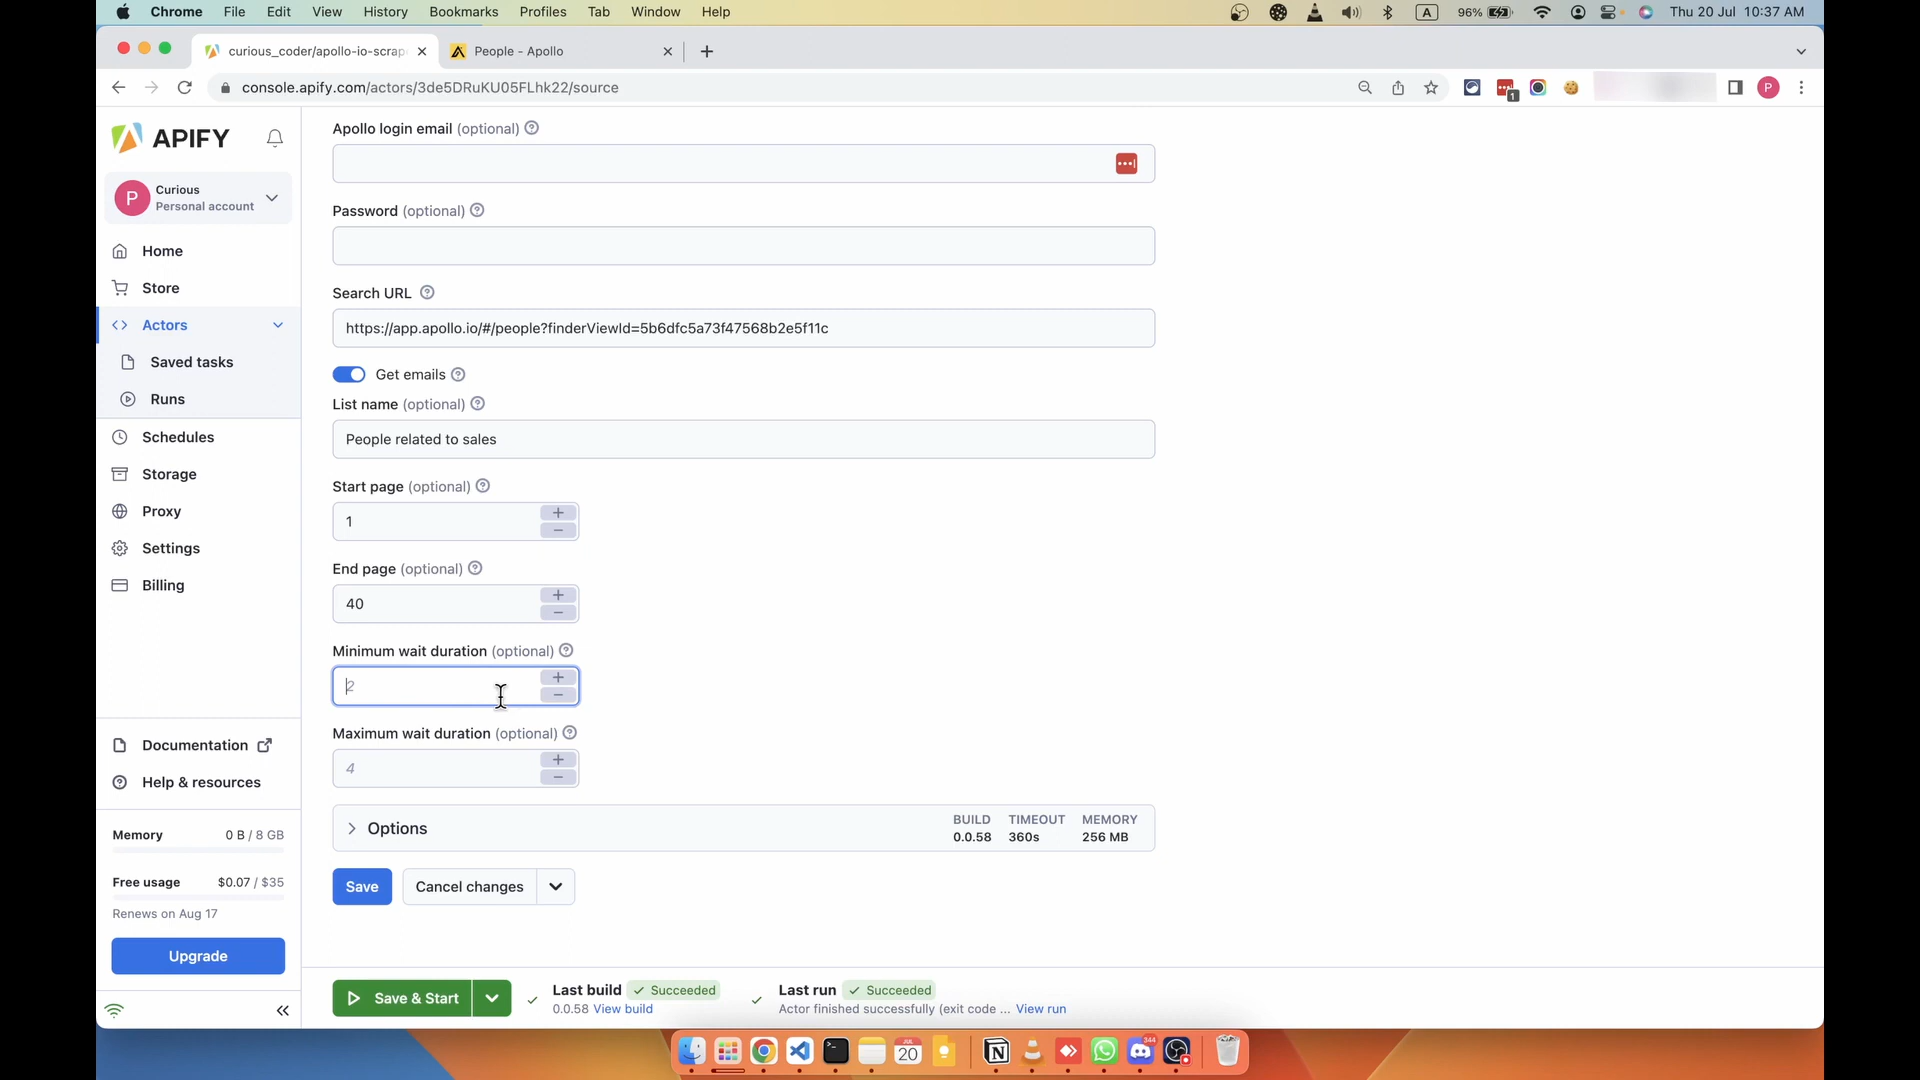 Chrome File Edit View History Bookmarks Profiles Tab Window Help A 96% Thu 20 Jul 10:37 AM
curious_coder/apollo-io-scrap People - Apollo
console.apify.com/actors/3de5DRuKU05FLhk22/source 1 P
APIFY
P Curious
Personal account
Home
Store
Actors
Saved tasks
Runs
Schedules
Storage
Proxy
Settings
Billing
Documentation
Help & resources
Memory 0 B / 8 GB
Free usage $0.07 / $35
Renews on Aug 17
Upgrade
Apollo login email (optional)
Password (optional)
Search URL
https://app.apollo.io/#/people?finderViewId=5b6dfc5a73f47568b2e5f11c
Get emails
List name (optional)
People related to sales
Start page (optional)
1
End page (optional)
40
Minimum wait duration (optional)
2
Maximum wait duration (optional)
4
Options
BUILD TIMEOUT MEMORY
0.0.58 360s 256 MB
Save Cancel changes
Save & Start
Last build Succeeded
0.0.58 View build
Last run Succeeded
Actor finished successfully (exit code ... View run
JUL
20
344